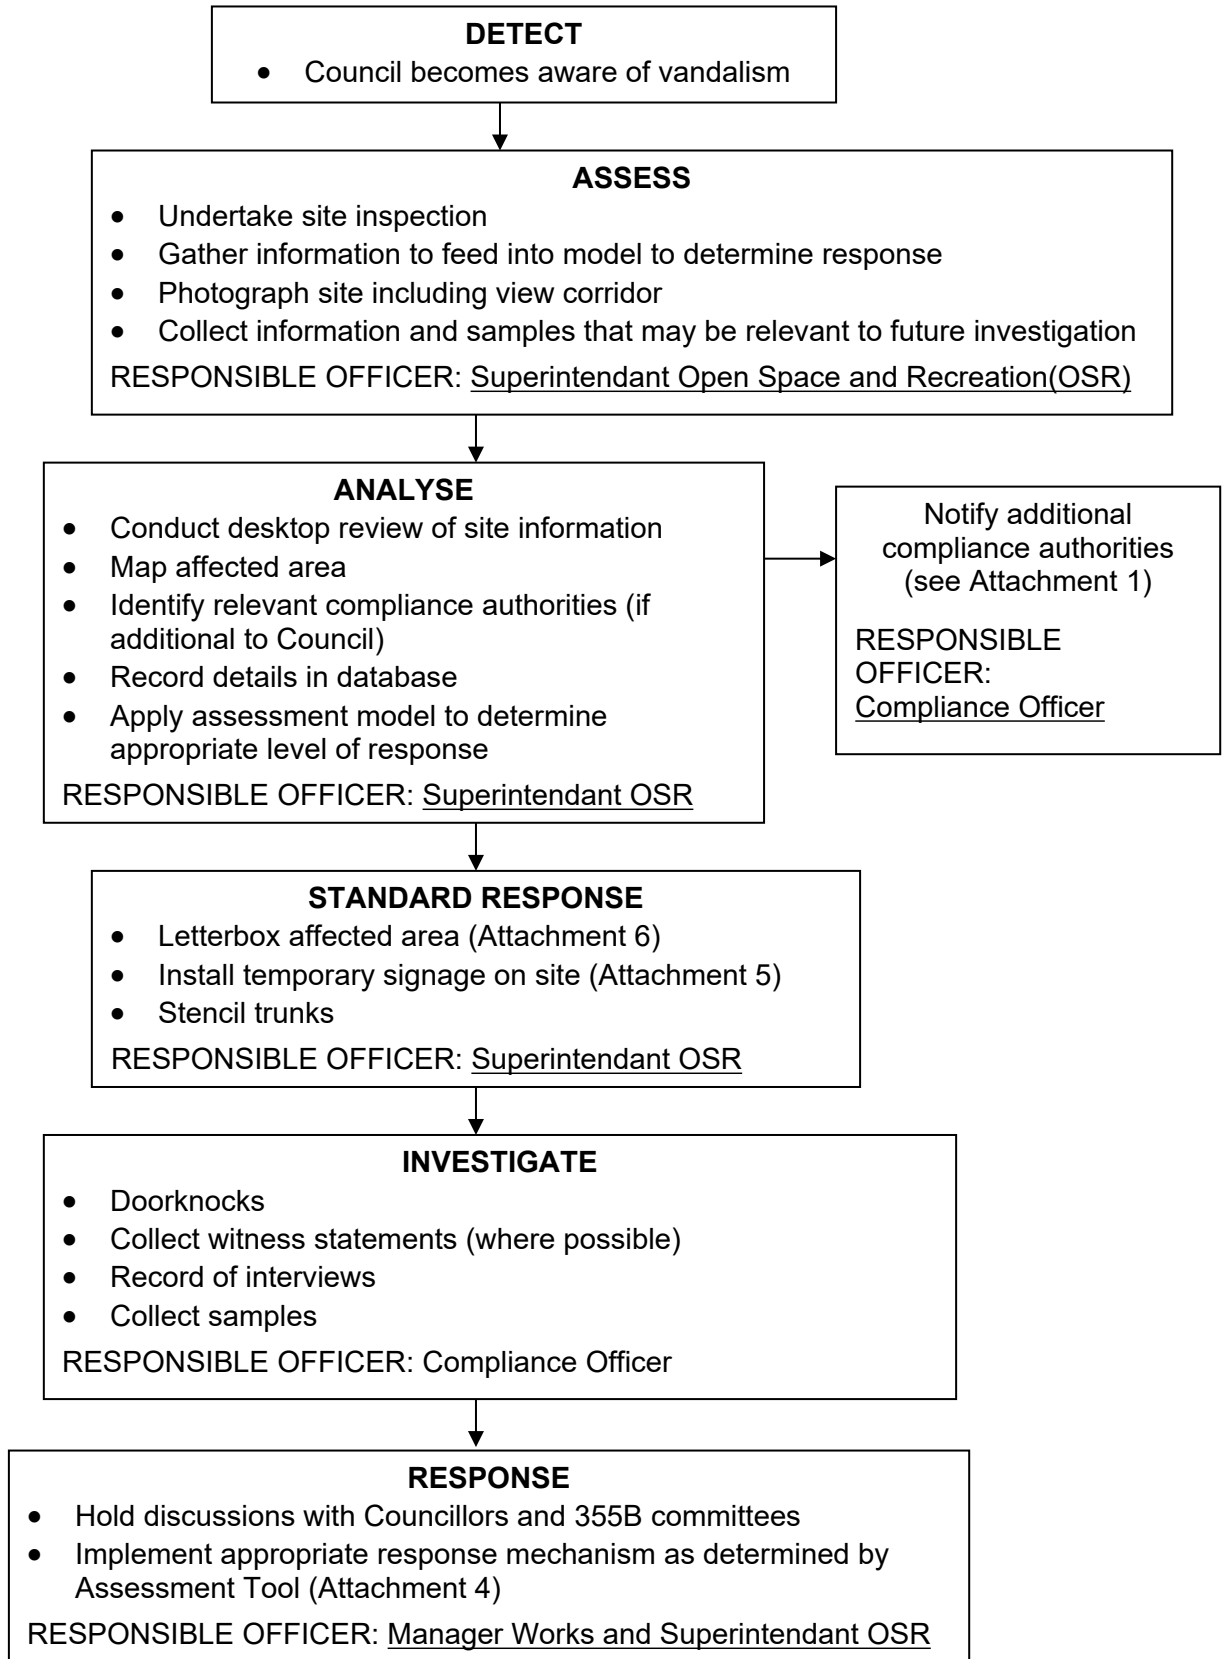 DETECT
• Council becomes aware of vandalism
ASSESS
• Undertake site inspection
• Gather information to feed into model to determine response
• Photograph site including view corridor
• Collect information and samples that may be relevant to future investigation
RESPONSIBLE OFFICER: Superintendant Open Space and Recreation(OSR)
ANALYSE
• Conduct desktop review of site information
• Map affected area
• Identify relevant compliance authorities (if
additional to Council)
• Record details in database
• Apply assessment model to determine
appropriate level of response
RESPONSIBLE OFFICER: Superintendant OSR
Notify additional
compliance authorities
(see Attachment 1)
RESPONSIBLE
OFFICER:
Compliance Officer
STANDARD RESPONSE
• Letterbox affected area (Attachment 6)
• Install temporary signage on site (Attachment 5)
• Stencil trunks
RESPONSIBLE OFFICER: Superintendant OSR
INVESTIGATE
• Doorknocks
• Collect witness statements (where possible)
• Record of interviews
• Collect samples
RESPONSIBLE OFFICER: Compliance Officer
RESPONSE
• Hold discussions with Councillors and 355B committees
• Implement appropriate response mechanism as determined by
Assessment Tool (Attachment 4)
RESPONSIBLE OFFICER: Manager Works and Superintendant OSR